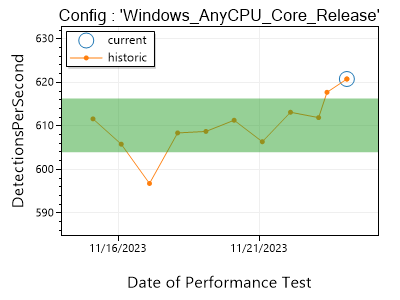 Config : 'Windows_AnyCPU_Core_Release'
current
historic
630
620
610
600
590
DetectionsPerSecond
11/16/2023
11/21/2023
Date of Performance Test